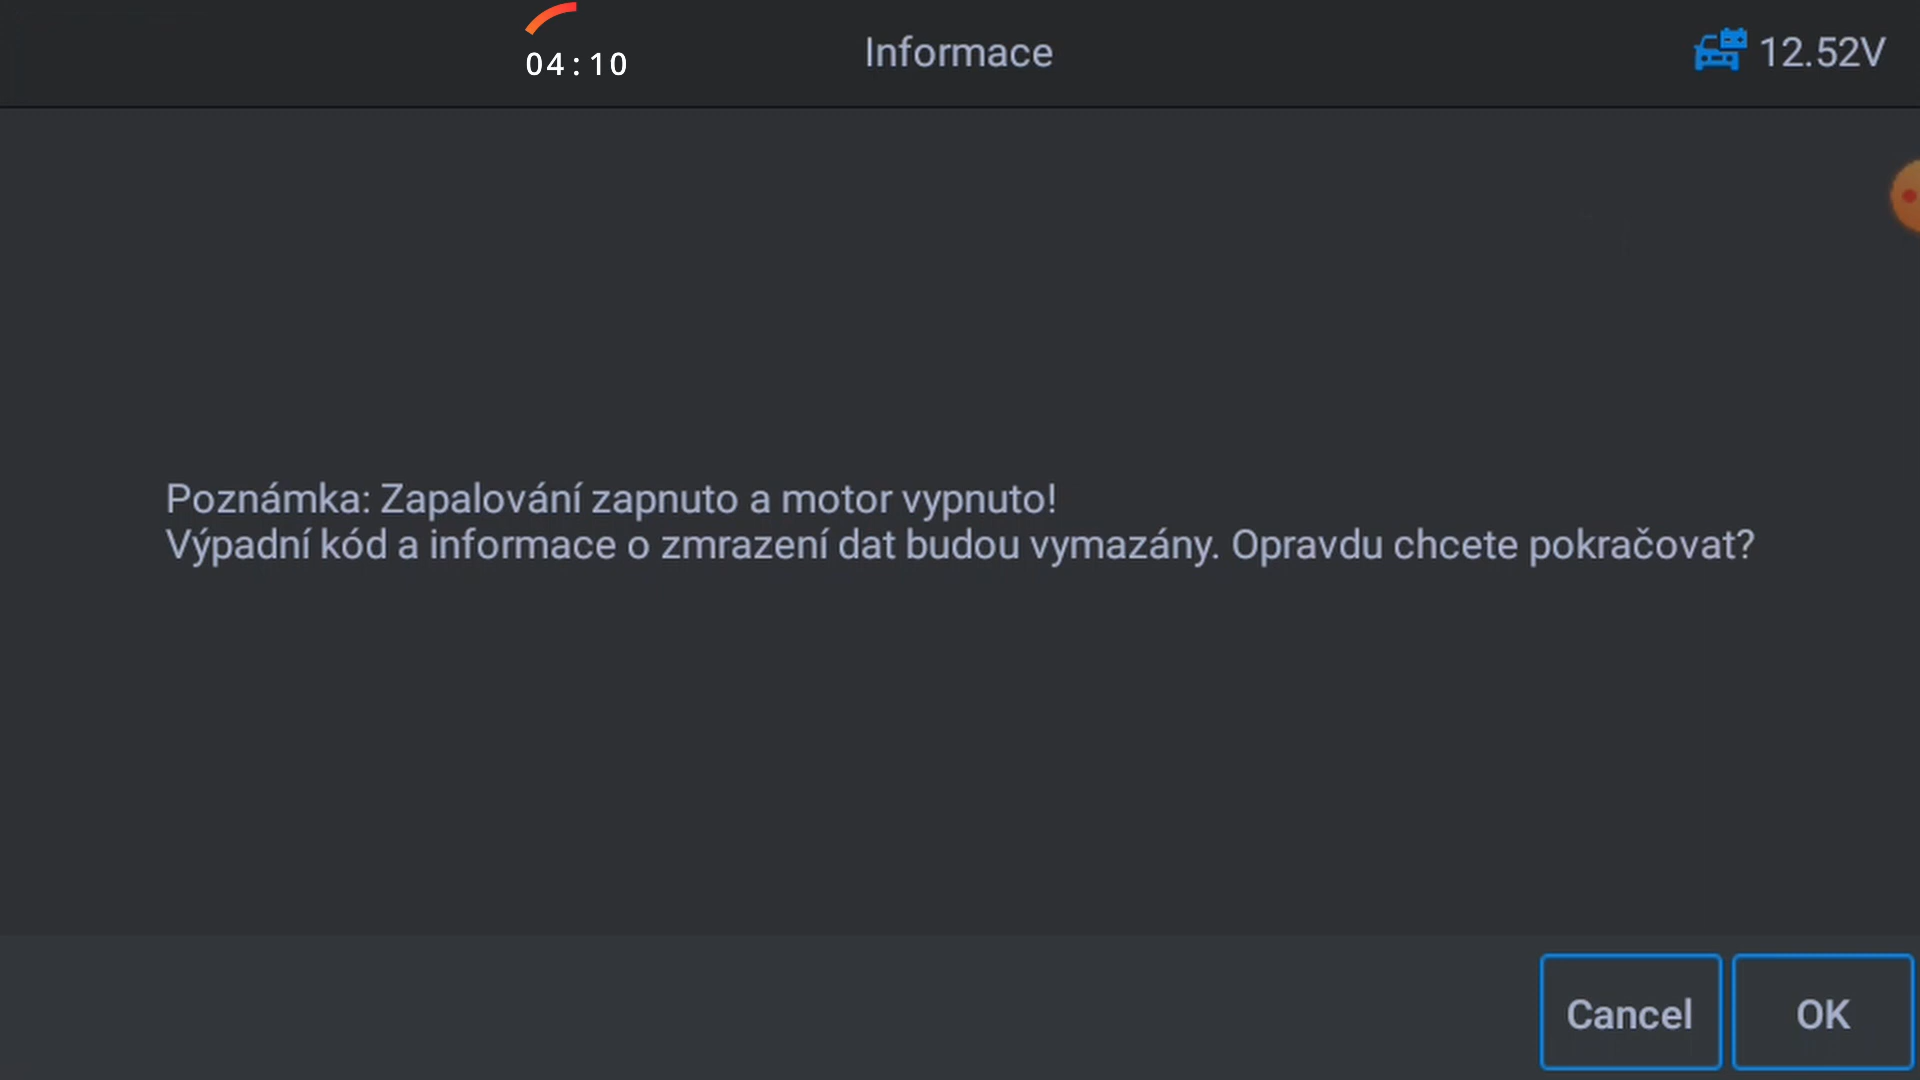 04:10
Informace
12.52V
Poznámka: Zapalování zapnuto a motor vypnuto!
Výpadní kód a informace o zmrazení dat budou vymazány. Opravdu chcete pokračovat?
Cancel
OK